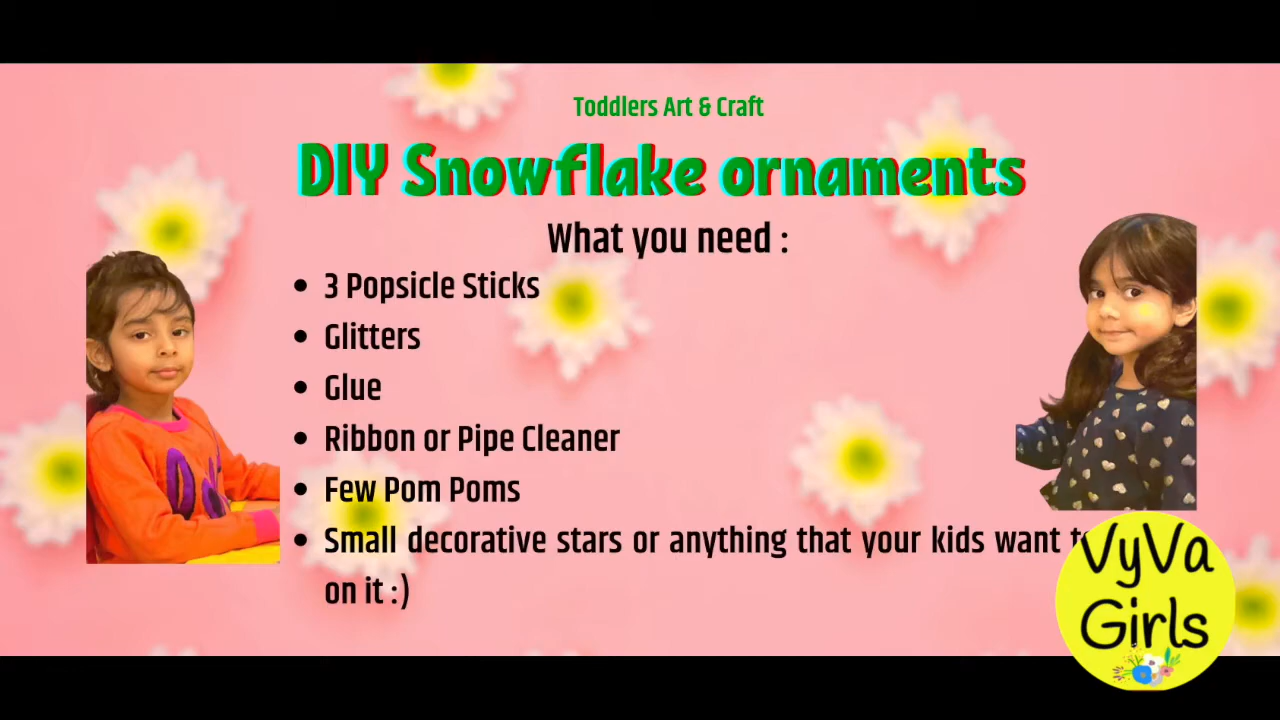 Toddlers Art & Craft
DIY Snowflake ornaments
What you need :
• 3 Popsicle Sticks
• Glitters
• Glue
• Ribbon or Pipe Cleaner
• Few Pom Poms
• Small decorative stars or anything that your kids want
on it :)
VyVa
Girls